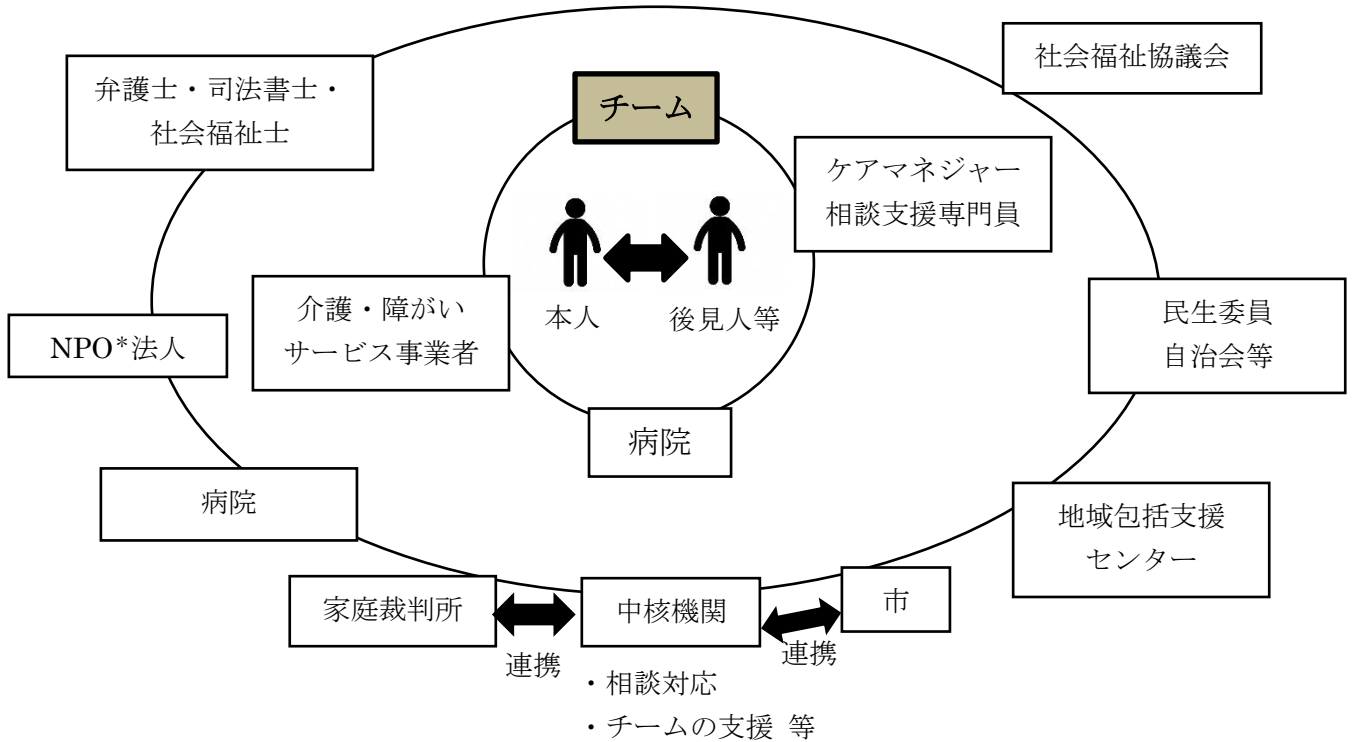 社会福祉協議会
弁護士・司法書士・
社会福祉士
チーム
ケアマネジャー
相談支援専門員
本人
後見人等
介護・障がい
サービス事業者
民生委員
自治会等
NPO*法人
病院
病院
地域包括支援
センター
家庭裁判所
中核機関
市
連携
連携
・相談対応
・チームの支援 等